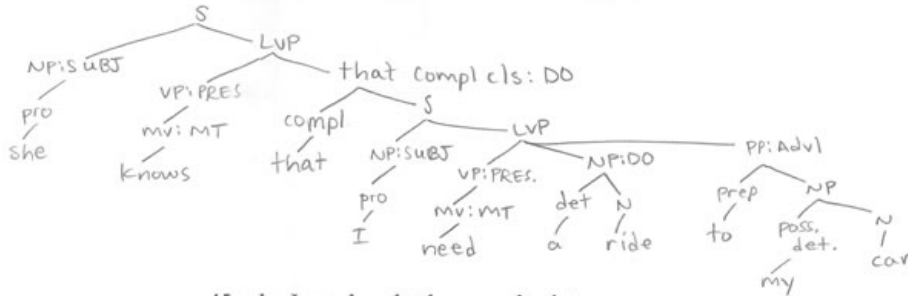 S
NP:SUBJ LVP
VP:PRES that compl cls: DO
pro mv:MT compl S
she knows that NP:SUBJ LVP
VP:PRES. NP:DO PP:Advl
pro mv:MT det N prep NP
I need a ride to poss. det. N
my car